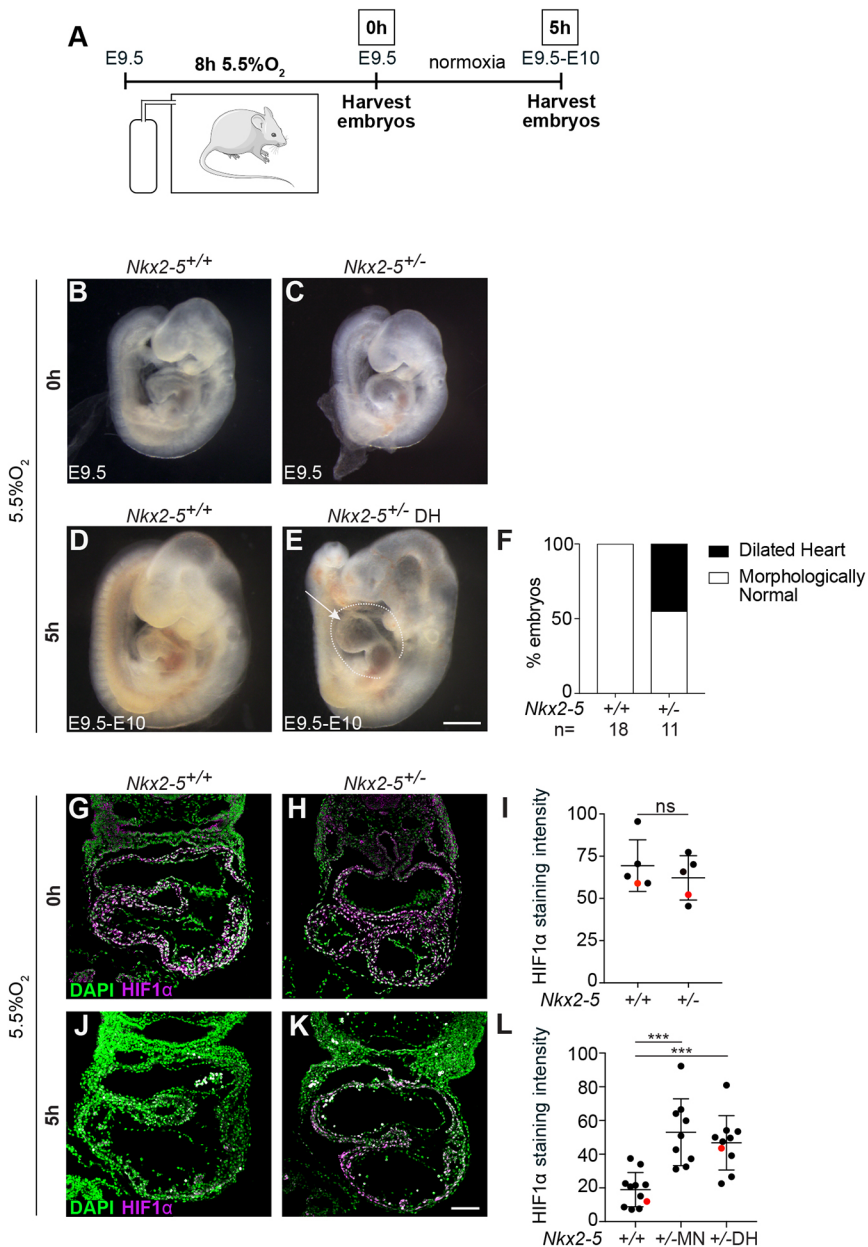 A
0h
5h
E9.5
8h 5.5%O₂
E9.5
normoxia
E9.5-E10
Harvest
embryos
Harvest
embryos
Nkx2-5+/+
Nkx2-5+/-
5.5%O₂
0h
B
E9.5
C
E9.5
Nkx2-5+/+
Nkx2-5+/- DH
5h
D
E9.5-E10
E
E9.5-E10
F
% embryos
100
50
0
Dilated Heart
Morphologically
Normal
Nkx2-5 +/+ +/-
n= 18 11
Nkx2-5+/+
Nkx2-5+/-
5.5%O₂
0h
G
DAPI HIF1α
H
I
HIF1α staining intensity
100
75
50
25
0
ns
Nkx2-5 +/+ +/-
5h
J
DAPI HIF1α
K
L
HIF1α staining intensity
100
80
60
40
20
0
***
***
Nkx2-5 +/+ +/-MN +/-DH